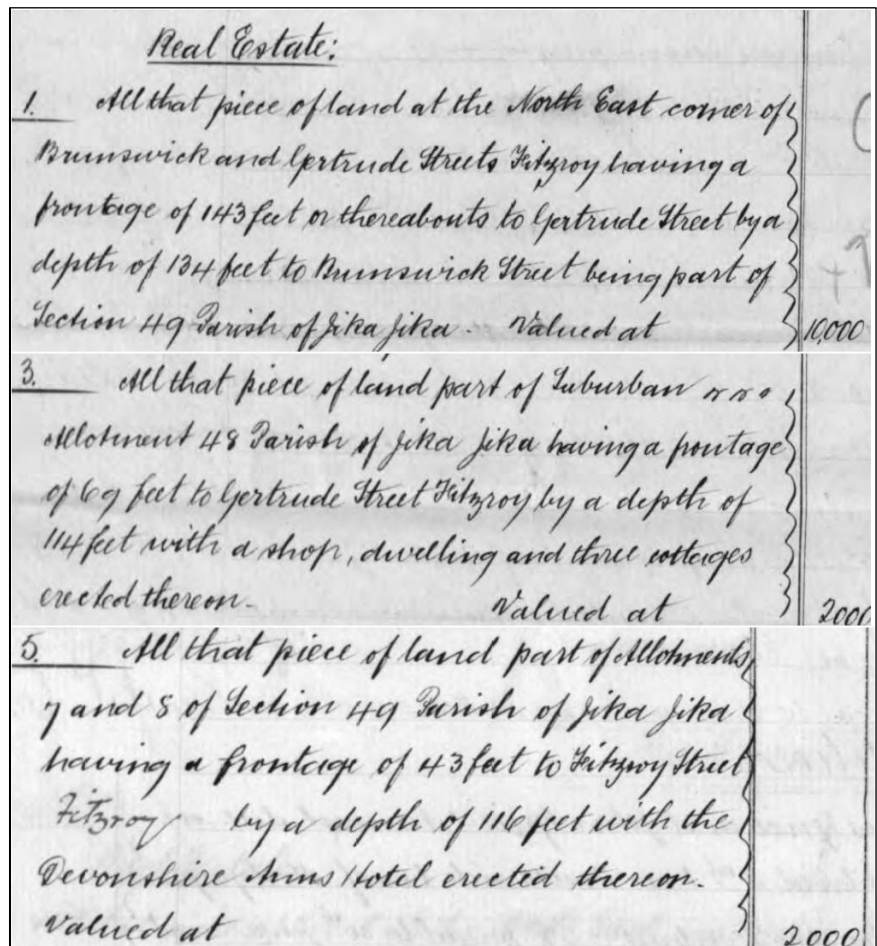 Real Estate:
1. All that piece of land at the North East corner of
Brunswick and Gertrude Streets Fitzroy having a
frontage of 143 feet or thereabouts to Gertrude Street by a
depth of 134 feet to Brunswick Street being part of
Section 49 Parish of Jika Jika - Valued at 10,000
3. All that piece of land part of Suburban
Allotment 48 Parish of Jika Jika having a frontage
of 69 feet to Gertrude Street Fitzroy by a depth of
114 feet with a shop, dwelling and three cottages
erected thereon - Valued at 2000
5. All that piece of land part of Allotments
7 and 8 of Section 49 Parish of Jika Jika
having a frontage of 43 feet to Fitzroy Street
Fitzroy by a depth of 116 feet with the
Devonshire Arms Hotel erected thereon.
Valued at 2000